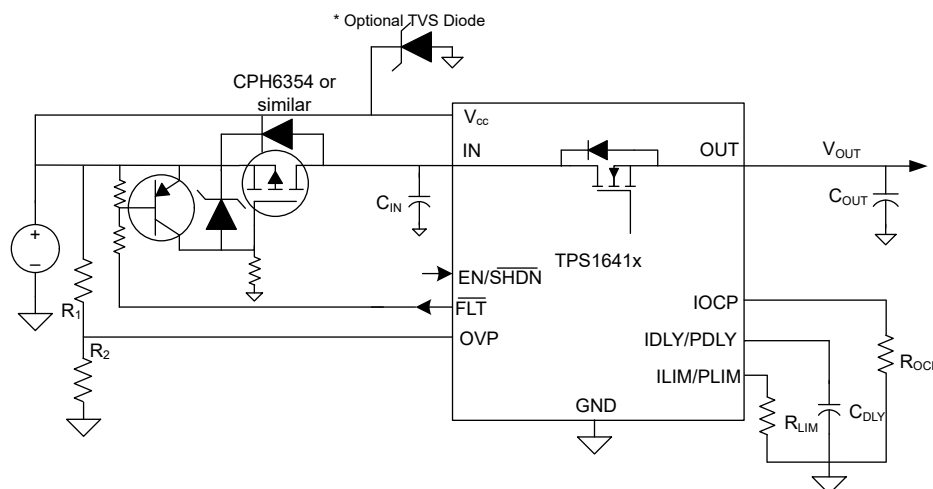 * Optional TVS Diode
CPH6354 or
similar
Vcc
IN
OUT
VOUT
CIN
COUT
+
−
TPS1641x
EN/SHDN
FLT
IOCP
R1
OVP
IDLY/PDLY
R2
ROC
ILIM/PLIM
GND
RLIM
CDLY